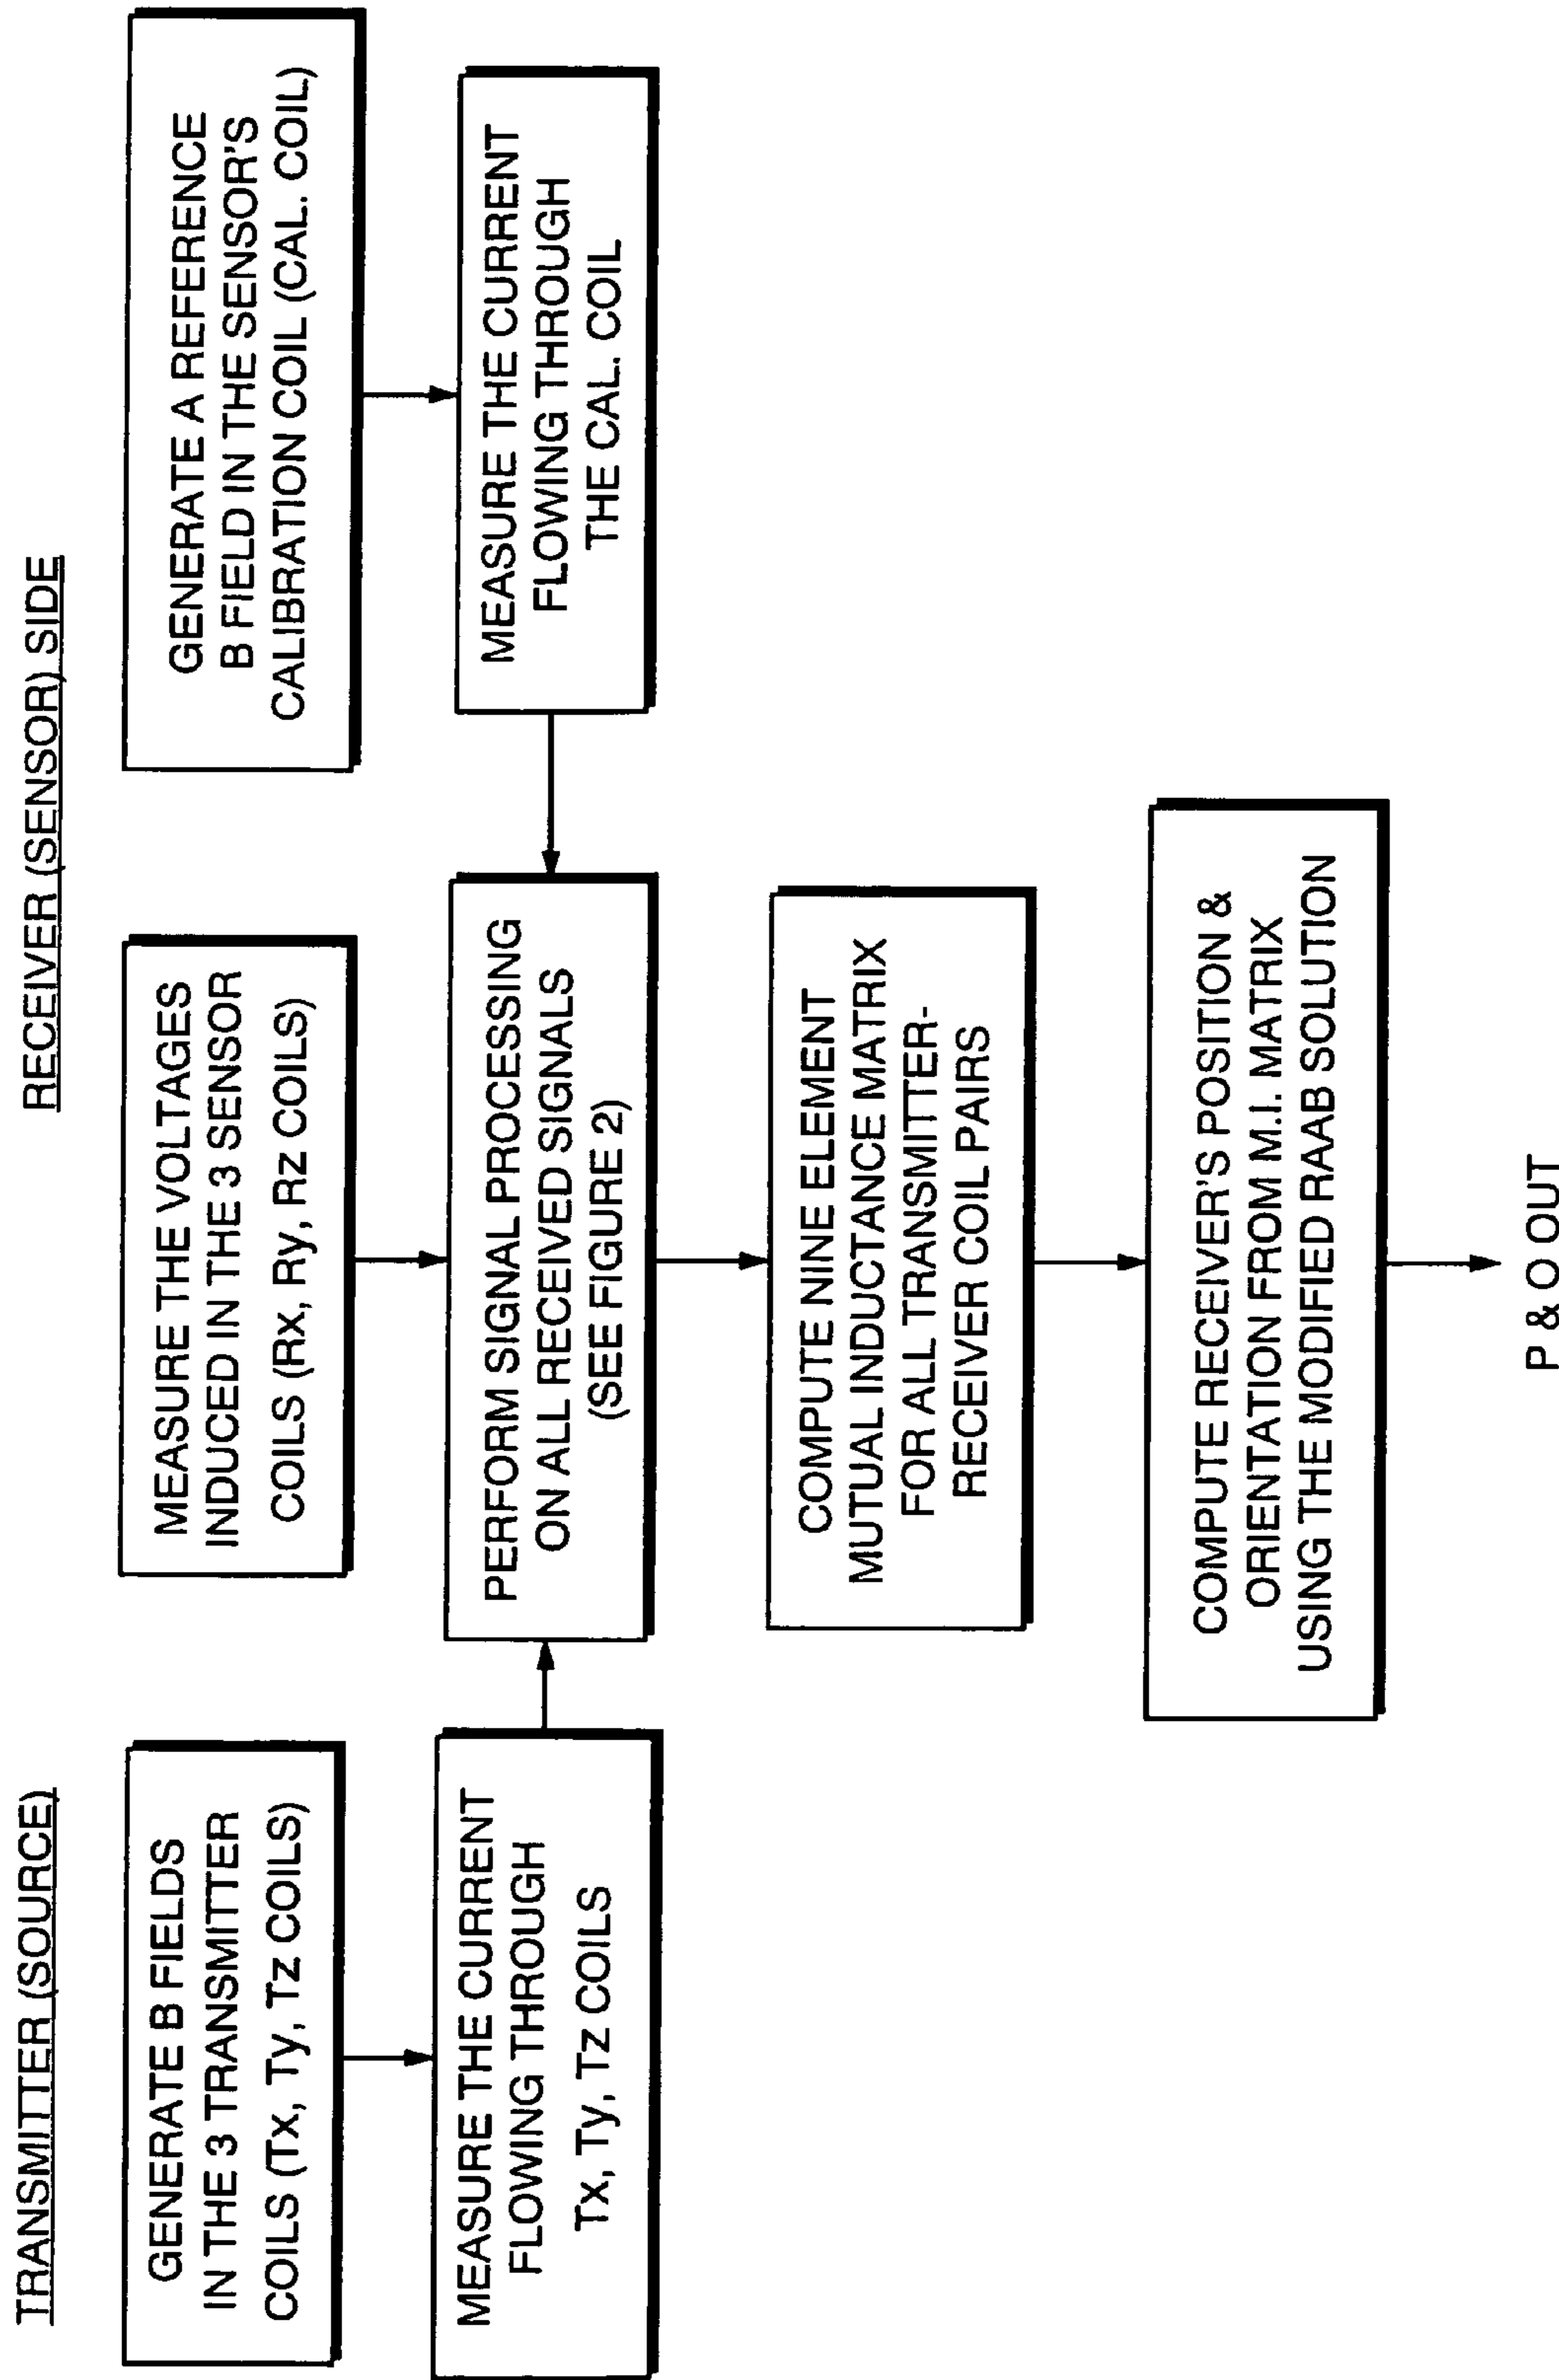 TRANSMITTER (SOURCE)
RECEIVER (SENSOR) SIDE
GENERATE B FIELDS
IN THE 3 TRANSMITTER
COILS (Tx, Ty, Tz COILS)
MEASURE THE CURRENT
FLOWING THROUGH
Tx, Ty, Tz COILS
MEASURE THE VOLTAGES
INDUCED IN THE 3 SENSOR
COILS (Rx, Ry, Rz COILS)
GENERATE A REFERENCE
B FIELD IN THE SENSOR'S
CALIBRATION COIL (CAL. COIL)
MEASURE THE CURRENT
FLOWING THROUGH
THE CAL. COIL
PERFORM SIGNAL PROCESSING
ON ALL RECEIVED SIGNALS
(SEE FIGURE 2)
COMPUTE NINE ELEMENT
MUTUAL INDUCTANCE MATRIX
FOR ALL TRANSMITTER-
RECEIVER COIL PAIRS
COMPUTE RECEIVER'S POSITION &
ORIENTATION FROM M.I. MATRIX
USING THE MODIFIED RAAB SOLUTION
P & O OUT